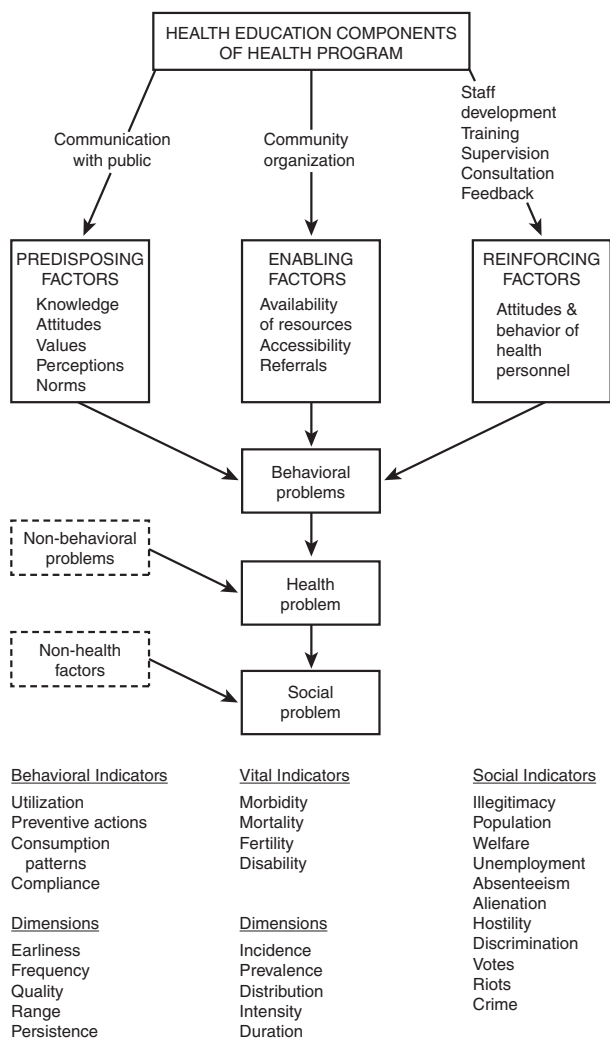 HEALTH EDUCATION COMPONENTS
OF HEALTH PROGRAM
Communication
with public
Community
organization
Staff
development
Training
Supervision
Consultation
Feedback
PREDISPOSING
FACTORS
Knowledge
Attitudes
Values
Perceptions
Norms
ENABLING
FACTORS
Availability
of resources
Accessibility
Referrals
REINFORCING
FACTORS
Attitudes &
behavior of
health
personnel
Behavioral
problems
Non-behavioral
problems
Health
problem
Non-health
factors
Social
problem
Behavioral Indicators
Utilization
Preventive actions
Consumption
patterns
Compliance
Dimensions
Earliness
Frequency
Quality
Range
Persistence
Vital Indicators
Morbidity
Mortality
Fertility
Disability
Dimensions
Incidence
Prevalence
Distribution
Intensity
Duration
Social Indicators
Illegitimacy
Population
Welfare
Unemployment
Absenteeism
Alienation
Hostility
Discrimination
Votes
Riots
Crime